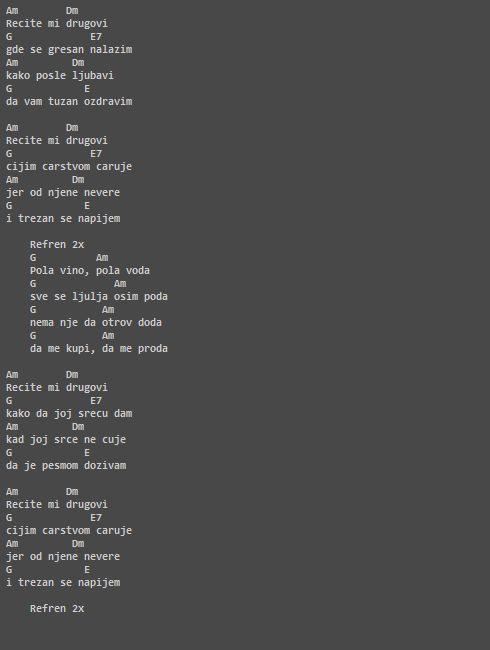 Am        Dm
Recite mi drugovi
G             E7
gde se gresan nalazim
Am         Dm
kako posle ljubavi
G            E
da vam tuzan ozdravim

Am        Dm
Recite mi drugovi
G             E7
cijim carstvom caruje
Am         Dm
jer od njene nevere
G            E
i trezan se napijem

    Refren 2x
    G          Am
    Pola vino, pola voda
    G             Am
    sve se ljulja osim poda
    G           Am
    nema nje da otrov doda
    G           Am
    da me kupi, da me proda

Am        Dm
Recite mi drugovi
G             E7
kako da joj srecu dam
Am         Dm
kad joj srce ne cuje
G            E
da je pesmom dozivam

Am        Dm
Recite mi drugovi
G             E7
cijim carstvom caruje
Am         Dm
jer od njene nevere
G            E
i trezan se napijem

    Refren 2x